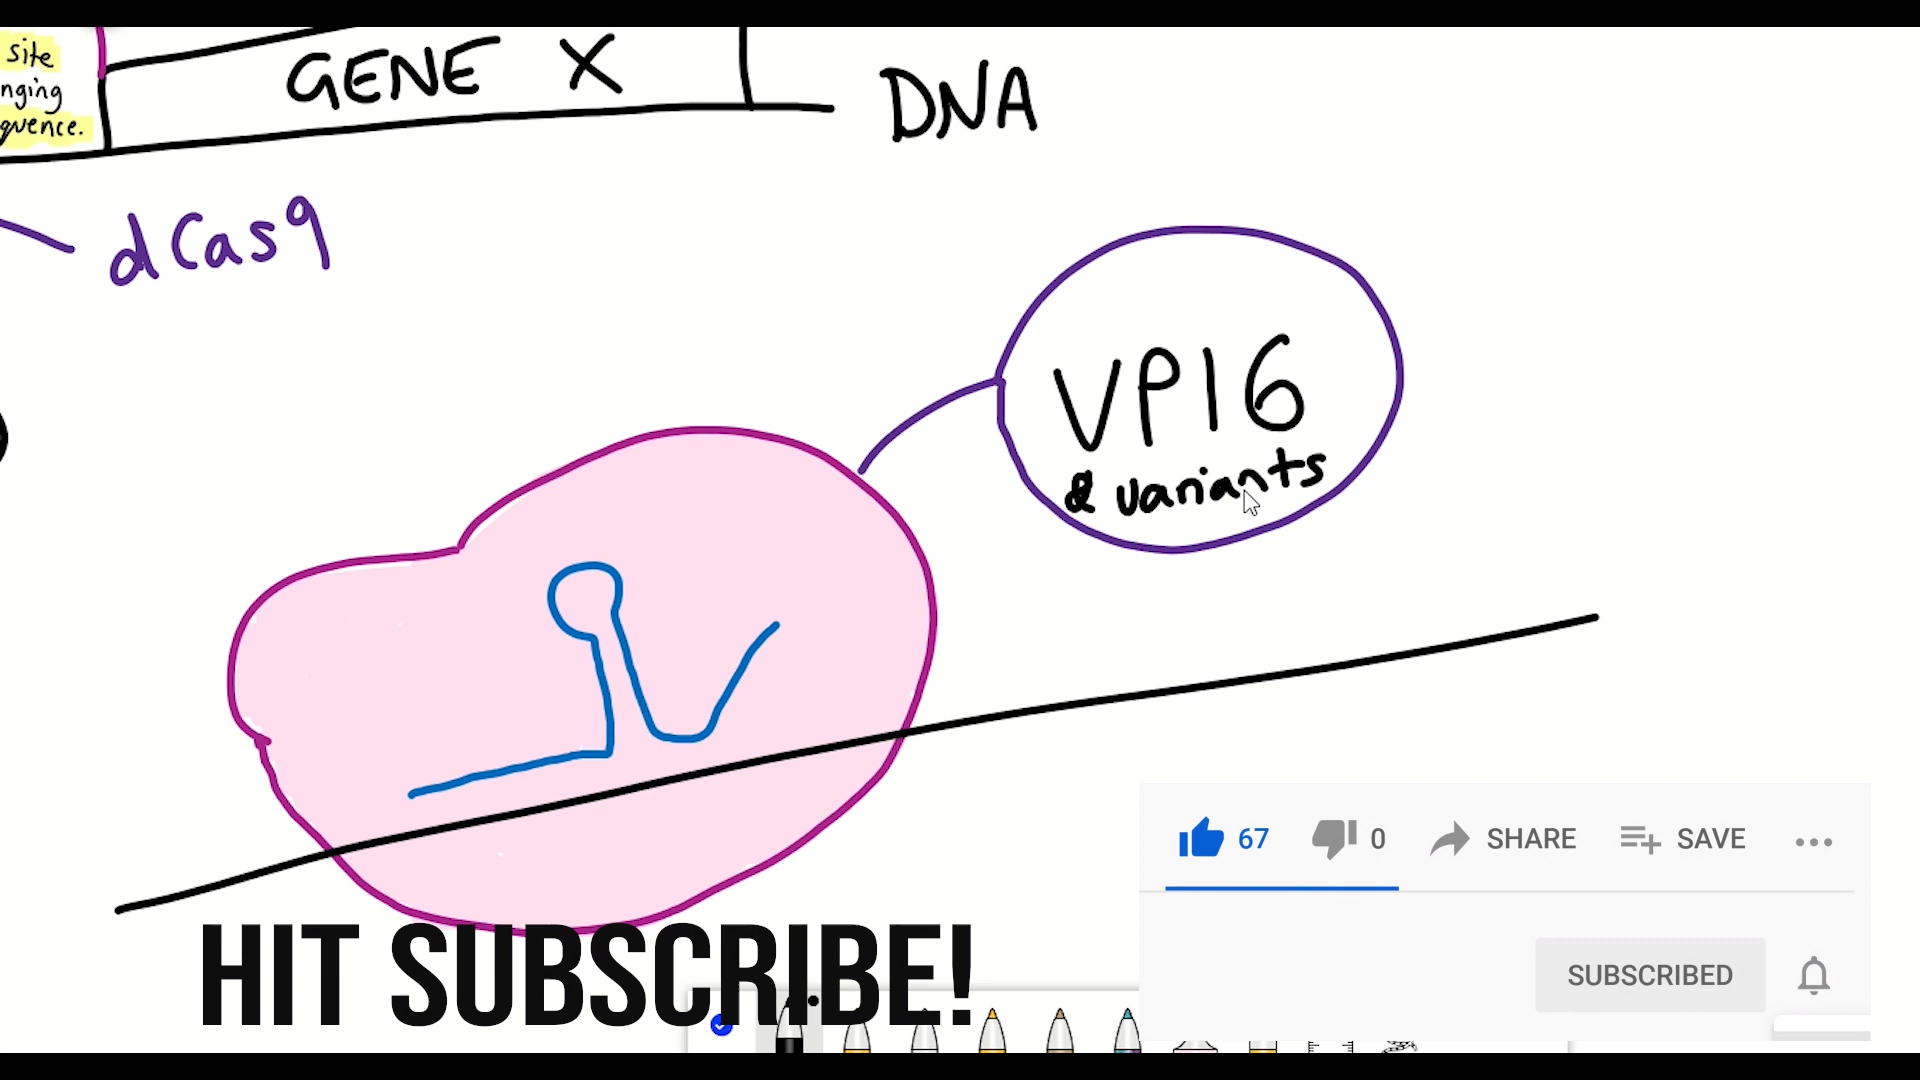 site
nging
quence.
GENE X
DNA
dCas9
VP16
& variants
67
0
SHARE
SAVE
SUBSCRIBED
HIT SUBSCRIBE!